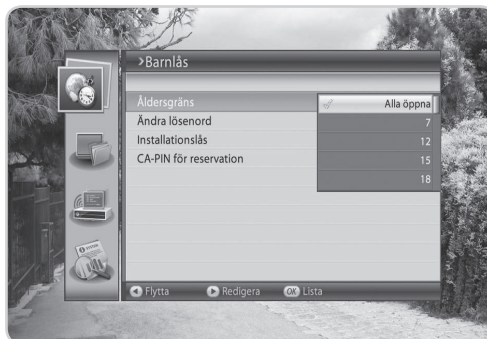 >Barnlås
Åldersgräns
Alla öppna
Ändra lösenord
7
Installationslås
12
CA-PIN för reservation
15
18
Flytta
Redigera
OK Lista